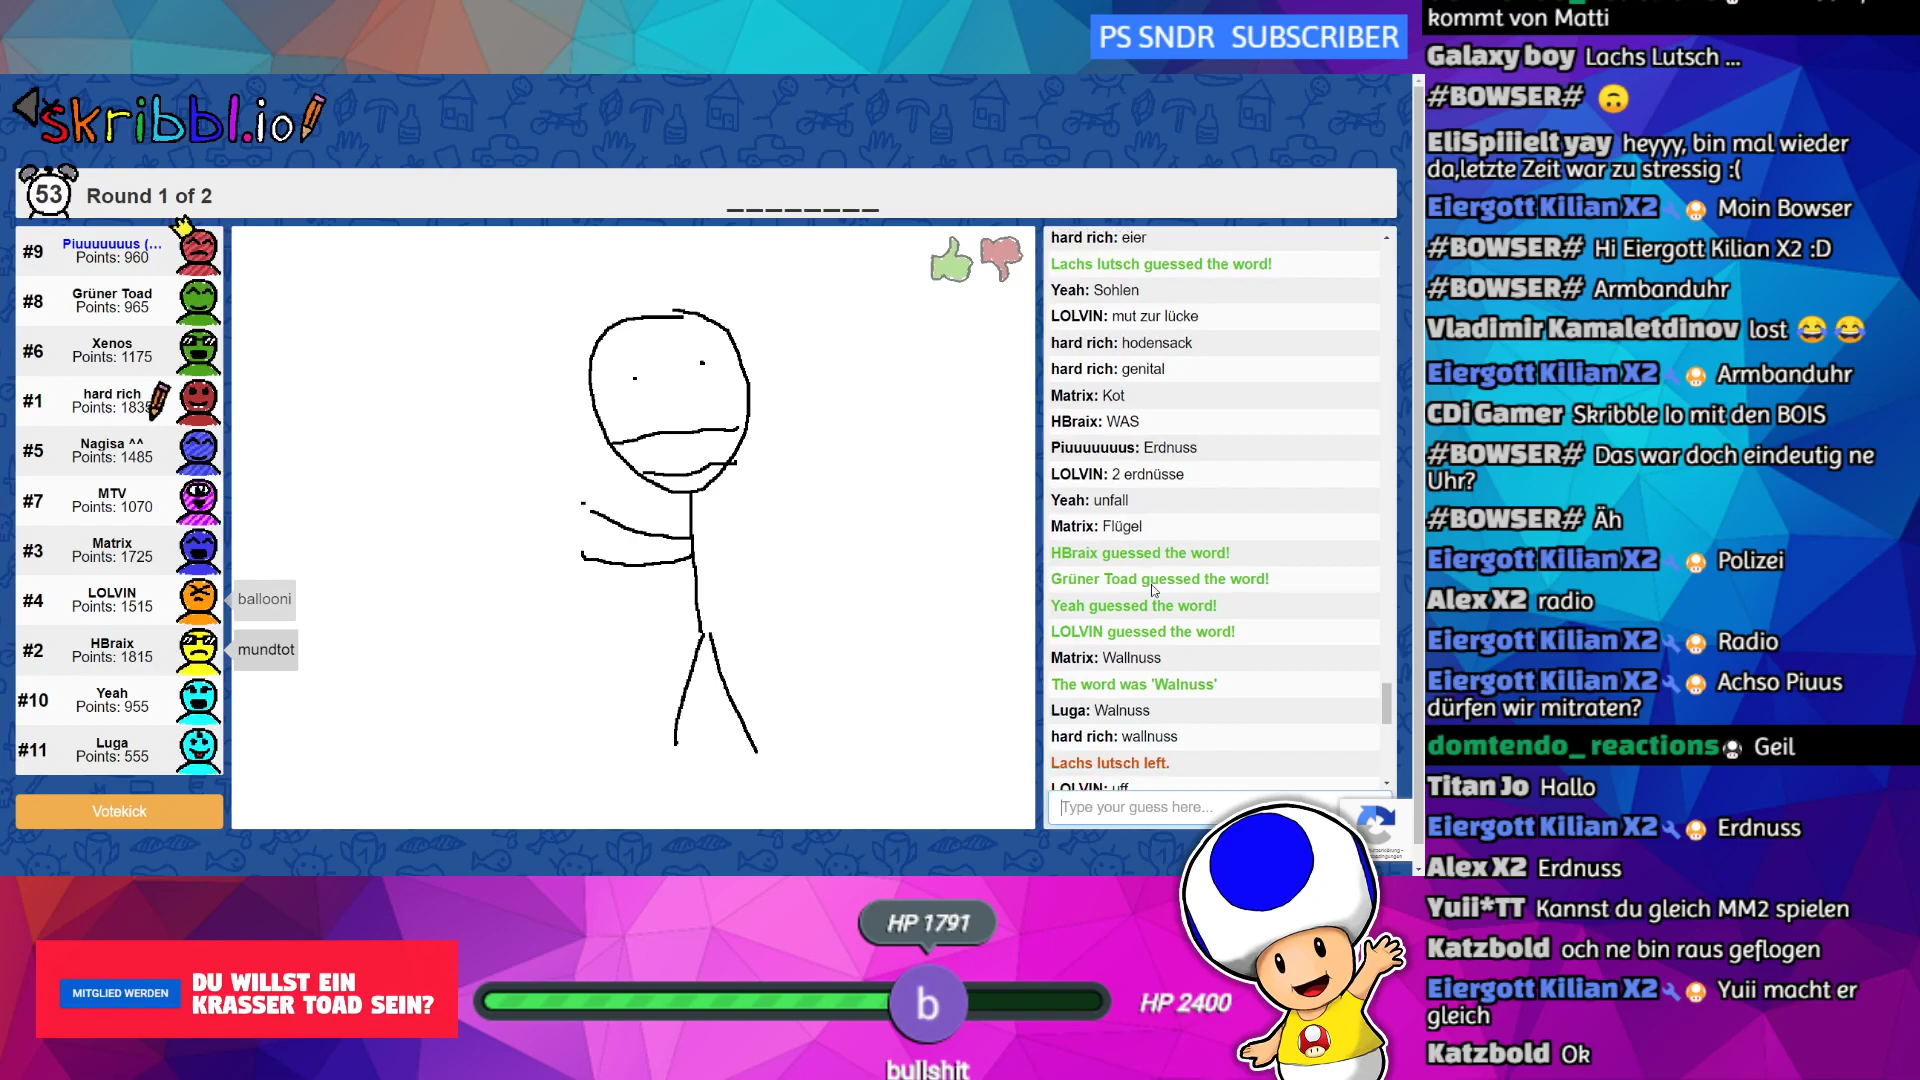 PS SNDR SUBSCRIBER
skribbl.io
53
Round 1 of 2
________
#9
Piuuuuuuus (...
Points: 960
#8
Grüner Toad
Points: 965
#6
Xenos
Points: 1175
#1
hard rich
Points: 1835
#5
Nagisa ^^
Points: 1485
#7
MTV
Points: 1070
#3
Matrix
Points: 1725
#4
LOLVIN
Points: 1515
ballooni
#2
HBraix
Points: 1815
mundtot
#10
Yeah
Points: 955
#11
Luga
Points: 555
Votekick
hard rich: eier
Lachs lutsch guessed the word!
Yeah: Sohlen
LOLVIN: mut zur lücke
hard rich: hodensack
hard rich: genital
Matrix: Kot
HBraix: WAS
Piuuuuuuus: Erdnuss
LOLVIN: 2 erdnüsse
Yeah: unfall
Matrix: Flügel
HBraix guessed the word!
Grüner Toad guessed the word!
Yeah guessed the word!
LOLVIN guessed the word!
Matrix: Wallnuss
The word was 'Walnuss'
Luga: Walnuss
hard rich: wallnuss
Lachs lutsch left.
LOLVIN: uff
Type your guess here...
kommt von Matti
Galaxy boy Lachs Lutsch ...
#BOWSER# 🙃
EliSpiiielt yay heyyy, bin mal wieder
da,letzte Zeit war zu stressig :(
Eiergott Kilian X2 Moin Bowser
#BOWSER# Hi Eiergott Kilian X2 :D
#BOWSER# Armbanduhr
Vladimir Kamaletdinov lost 😂 😂
Eiergott Kilian X2 Armbanduhr
CDi Gamer Skribble Io mit den BOIS
#BOWSER# Das war doch eindeutig ne
Uhr?
#BOWSER# Äh
Eiergott Kilian X2 Polizei
Alex X2 radio
Eiergott Kilian X2 Radio
Eiergott Kilian X2 Achso Piuus
dürfen wir mitraten?
domtendo_ reactions Geil
Titan Jo Hallo
Eiergott Kilian X2 Erdnuss
Alex X2 Erdnuss
Yuii*TT Kannst du gleich MM2 spielen
Katzbold och ne bin raus geflogen
Eiergott Kilian X2 Yuii macht er
gleich
Katzbold Ok
MITGLIED WERDEN
DU WILLST EIN
KRASSER TOAD SEIN?
HP 1791
b
HP 2400
bullshit